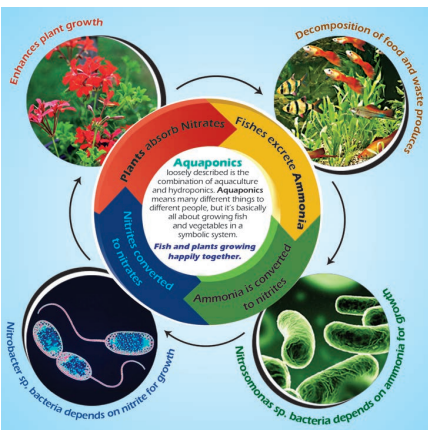 Enhances plant growth
Decomposition of food and waste produces
Plants absorb Nitrates
Fishes excrete Ammonia
Aquaponics
loosely described is the
combination of aquaculture
and hydroponics. Aquaponics
means many different things to
different people, but it's basically
all about growing fish
and vegetables in a
symbolic system.
Fish and plants growing
happily together.
Nitrites converted
to nitrates
Ammonia is converted
to nitrites
Nitrobacter sp. bacteria depends on nitrite for growth
Nitrosomonas sp. bacteria depends on ammonia for growth